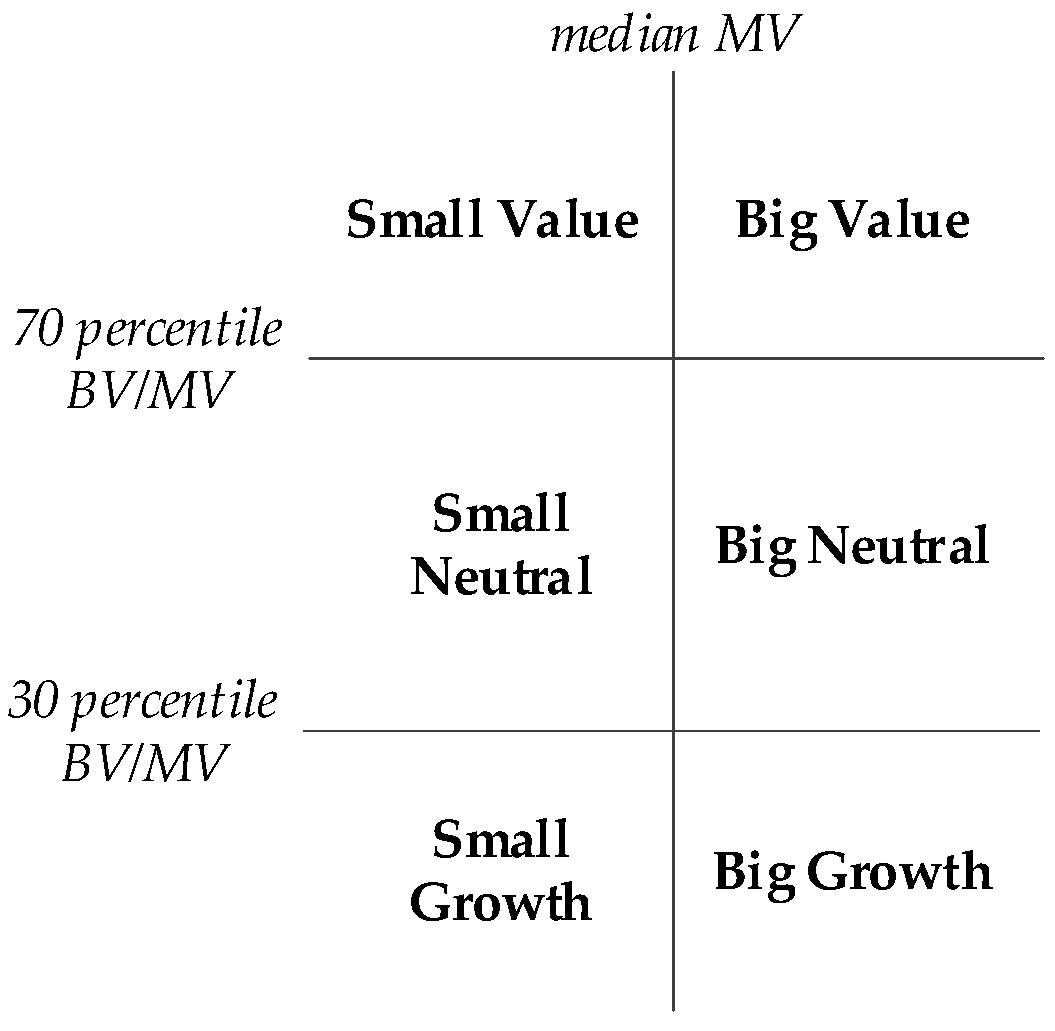 median MV
Small Value
Big Value
70 percentile
BV/MV
Small
Neutral
Big Neutral
30 percentile
BV/MV
Small
Growth
Big Growth